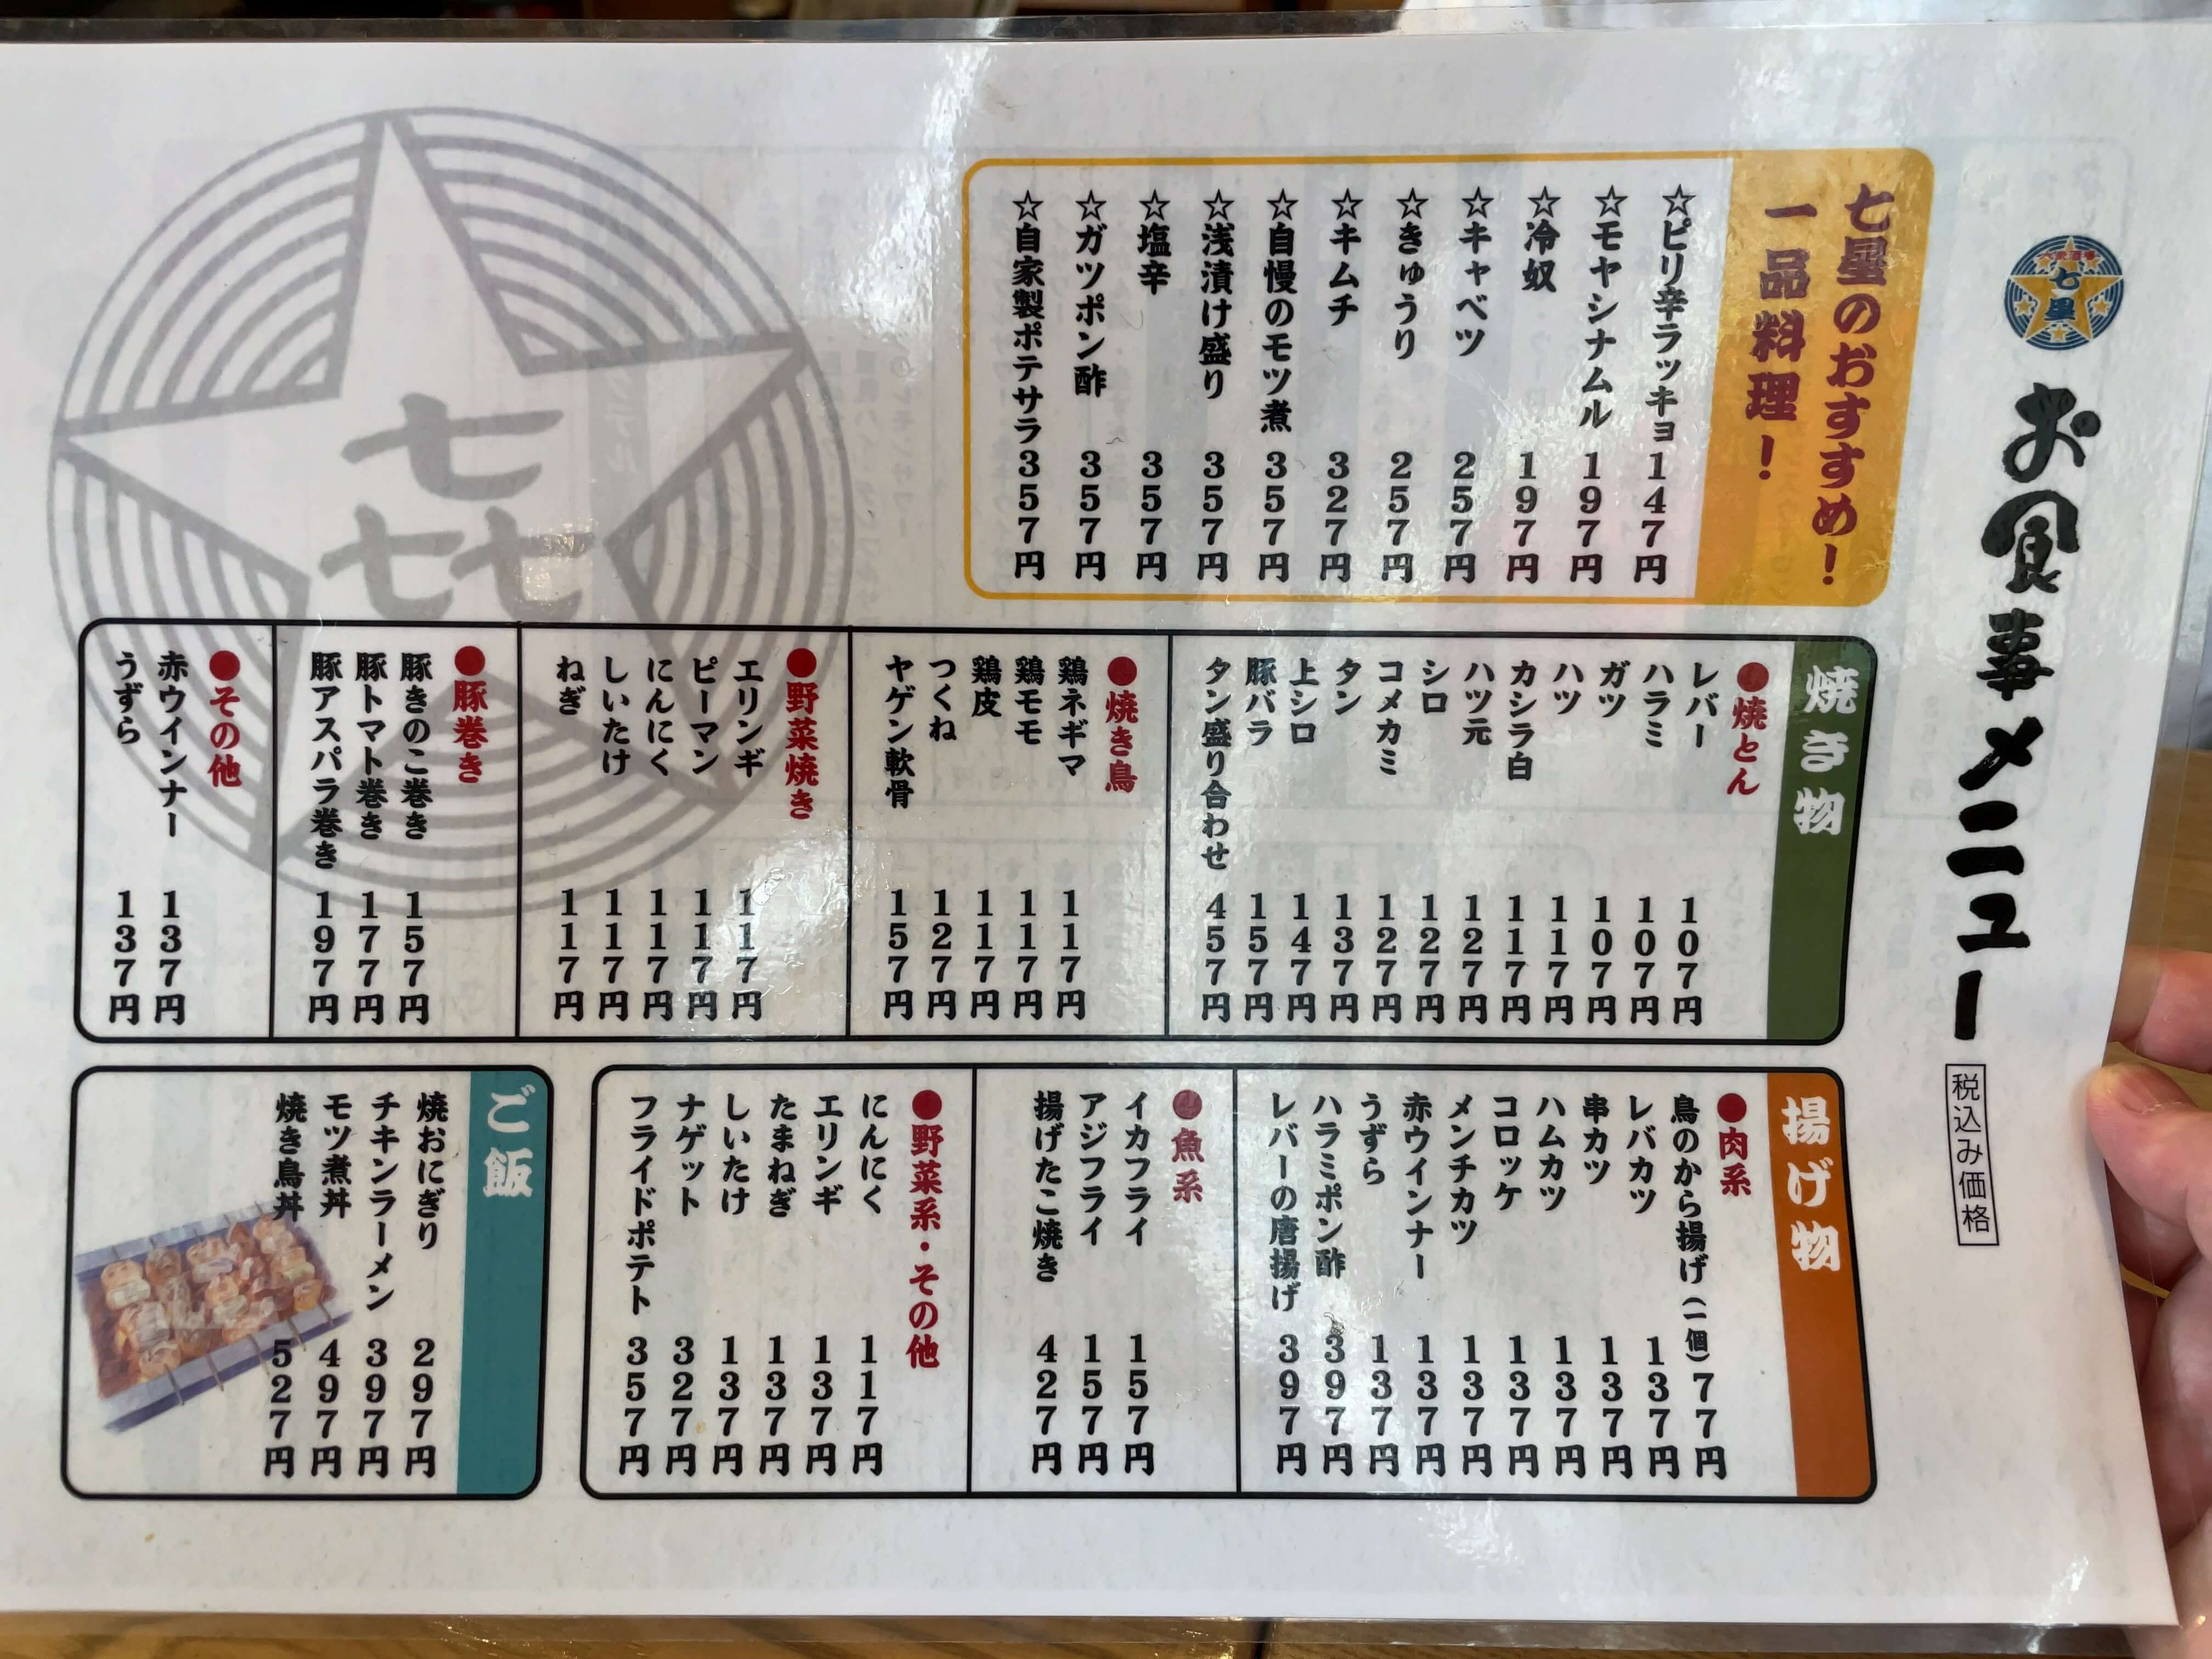 大衆酒場
七星
お食事メニュー
税込み価格
七星のおすすめ!
一品料理!
☆ピリ辛ラッキョ 147円
☆モヤシナムル 197円
☆冷奴 197円
☆キャベツ 257円
☆きゅうり 257円
☆キムチ 327円
☆自慢のモツ煮 357円
☆浅漬け盛り 357円
☆塩辛 357円
☆ガツポン酢 357円
☆自家製ポテサラ 357円
七七七
焼き物
●焼とん
レバー 107円
ハラミ 107円
ガツ 107円
ハツ 117円
カシラ白 117円
ハツ元 127円
シロ 127円
コメカミ 127円
タン 137円
上シロ 147円
豚バラ 157円
タン盛り合わせ 457円
●焼き鳥
鶏ネギマ 117円
鶏モモ 117円
鶏皮 117円
つくね 127円
ヤゲン軟骨 157円
●野菜焼き
エリンギ 117円
ピーマン 117円
にんにく 117円
しいたけ 117円
ねぎ 117円
●豚巻き
豚きのこ巻き 157円
豚トマト巻き 177円
豚アスパラ巻き 197円
●その他
赤ウインナー 137円
うずら 137円
揚げ物
●肉系
鳥のから揚げ(一個) 77円
レバカツ 137円
串カツ 137円
ハムカツ 137円
コロッケ 137円
メンチカツ 137円
赤ウインナー 137円
うずら 137円
ハラミポン酢 397円
レバーの唐揚げ 397円
●魚系
イカフライ 157円
アジフライ 157円
揚げたこ焼き 427円
●野菜系・その他
にんにく 117円
エリンギ 137円
たまねぎ 137円
しいたけ 137円
ナゲット 327円
フライドポテト 357円
ご飯
焼おにぎり 297円
チキンラーメン 397円
モツ煮丼 497円
焼き鳥丼 527円